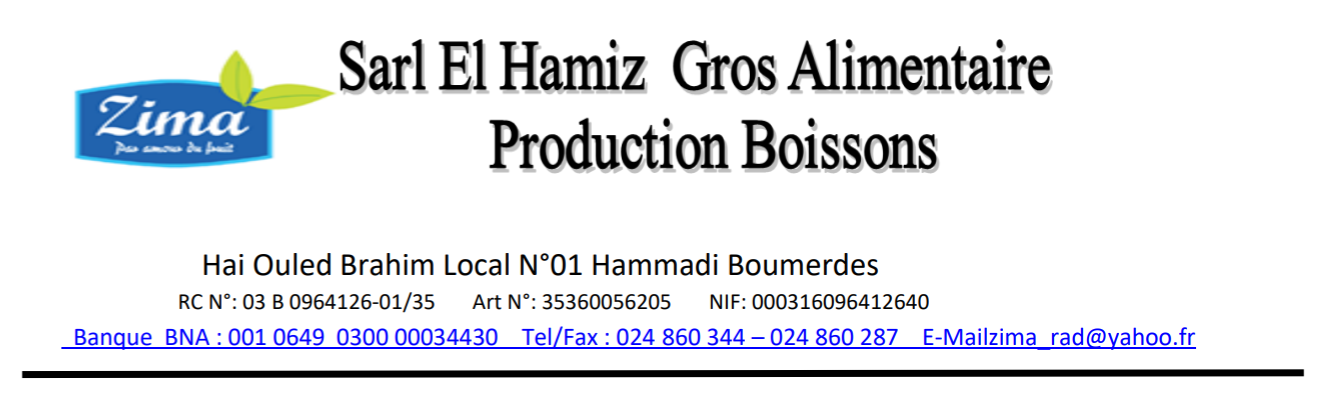 Sarl El Hamiz Gros Alimentaire
Production Boissons
Zima
Par amour du fruit
Hai Ouled Brahim Local N°01 Hammadi Boumerdes
RC N°: 03 B 0964126-01/35 Art N°: 35360056205 NIF: 000316096412640
Banque BNA : 001 0649 0300 00034430 Tel/Fax : 024 860 344 – 024 860 287 E-Mailzima_rad@yahoo.fr